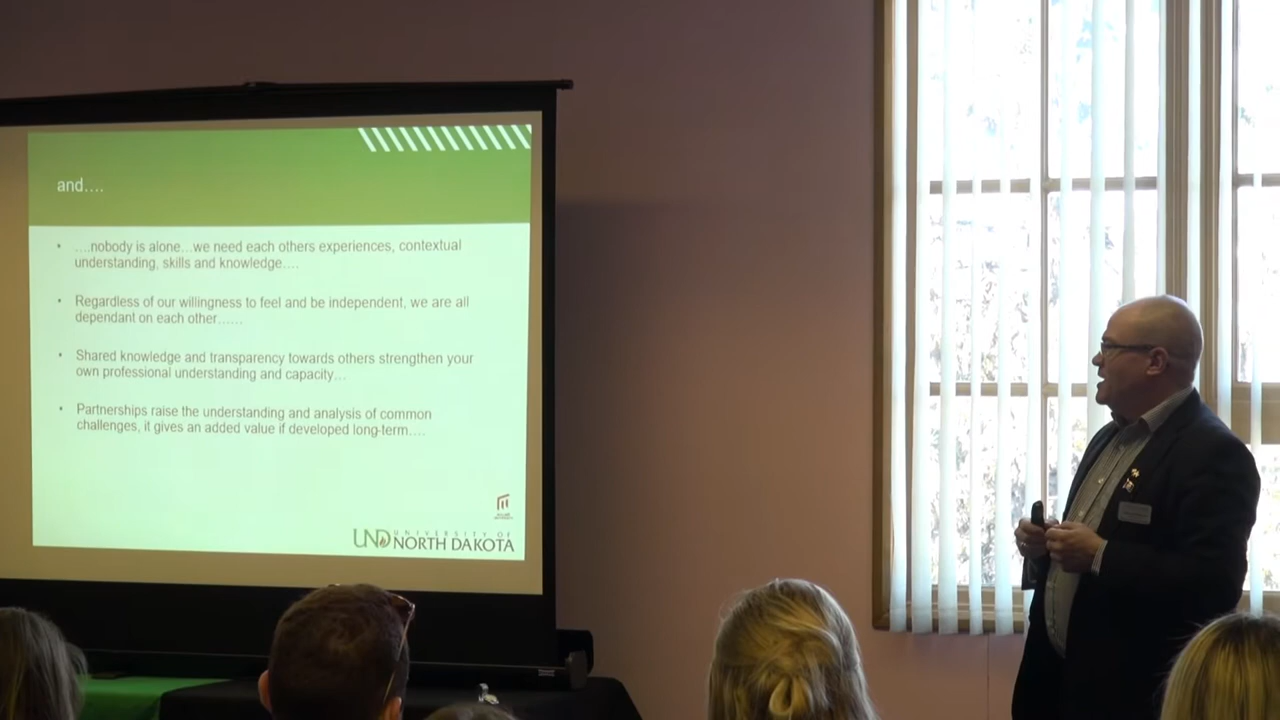 and....
• ....nobody is alone...we need each others experiences, contextual
understanding, skills and knowledge....
• Regardless of our willingness to feel and be independent, we are all
dependant on each other......
• Shared knowledge and transparency towards others strengthen your
own professional understanding and capacity...
• Partnerships raise the understanding and analysis of common
challenges, it gives an added value if developed long-term....
UND UNIVERSITY OF
NORTH DAKOTA